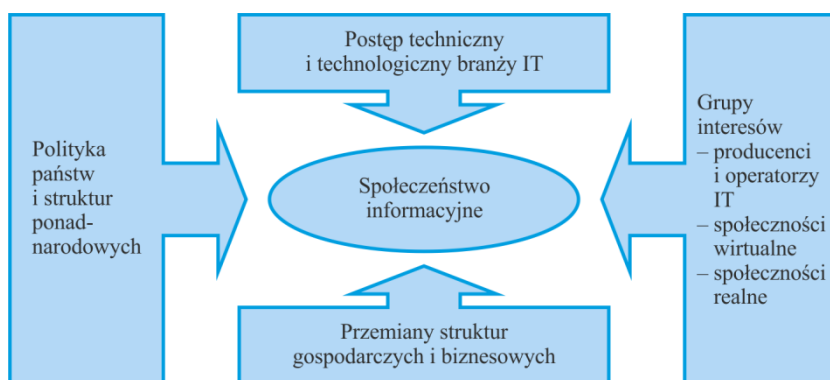 Postęp techniczny
i technologiczny branży IT
Polityka
państw
i struktur
ponad-
narodowych
Społeczeństwo
informacyjne
Grupy
interesów
– producenci
i operatorzy
IT
– społeczności
wirtualne
– społeczności
realne
Przemiany struktur
gospodarczych i biznesowych